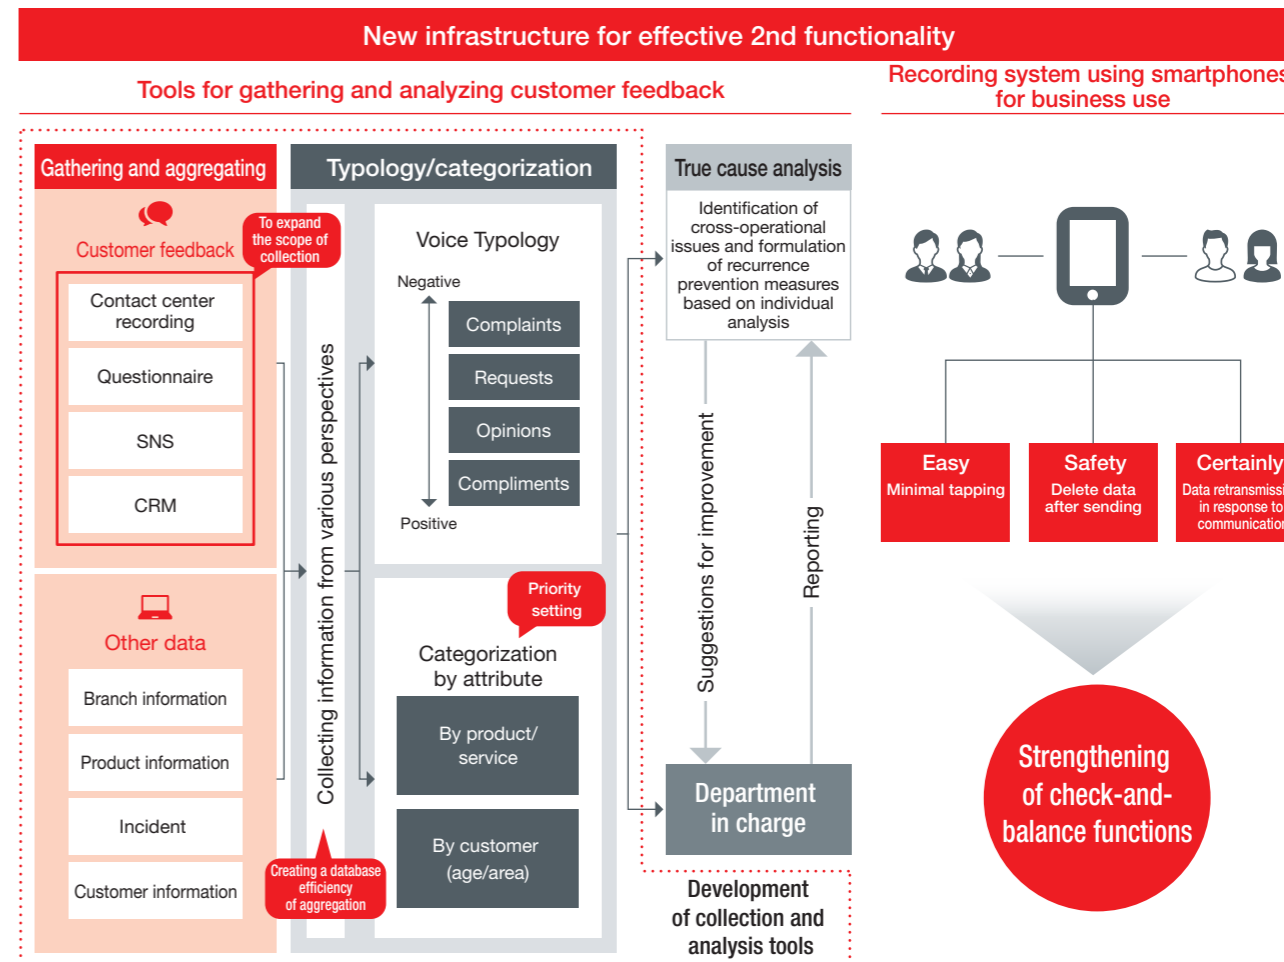 New infrastructure for effective 2nd functionality
Tools for gathering and analyzing customer feedback
Gathering and aggregating
Customer feedback
To expand
the scope of
collection
Contact center
recording
Questionnaire
SNS
CRM
Other data
Branch information
Product information
Incident
Customer information
Typology/categorization
Collecting information from various perspectives
Creating a database
efficiency
of aggregation
Voice Typology
Negative
Complaints
Requests
Opinions
Compliments
Positive
Priority
setting
Categorization
by attribute
By product/
service
By customer
(age/area)
True cause analysis
Identification of
cross-operational
issues and formulation
of recurrence
prevention measures
based on individual
analysis
Suggestions for improvement
Reporting
Department
in charge
Development
of collection and
analysis tools
Recording system using smartphones
for business use
Easy
Minimal tapping
Safety
Delete data
after sending
Certainly
Data
in response to
Strengthening
of check-and-
balance functions